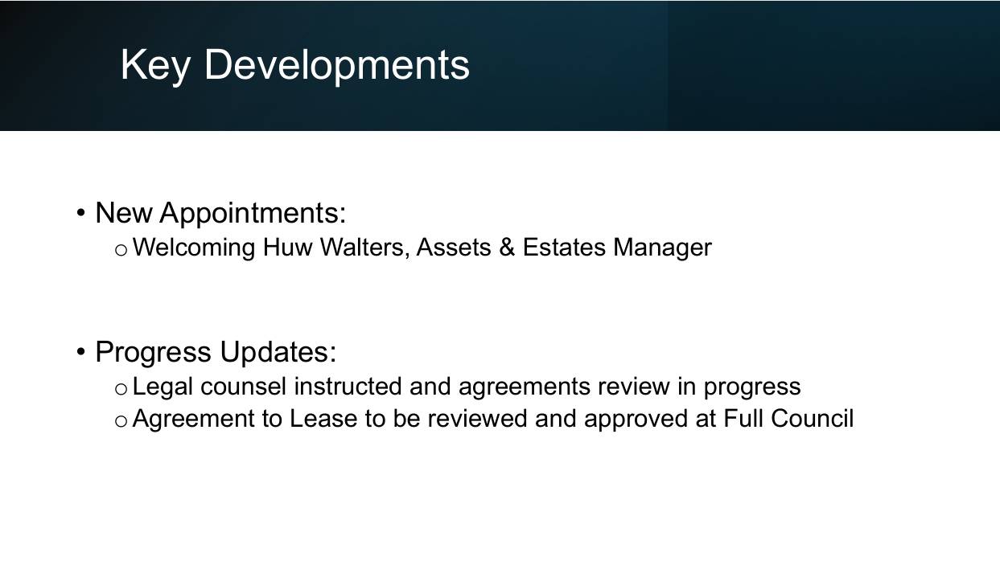 Key Developments
• New Appointments:
o Welcoming Huw Walters, Assets & Estates Manager
• Progress Updates:
o Legal counsel instructed and agreements review in progress
o Agreement to Lease to be reviewed and approved at Full Council